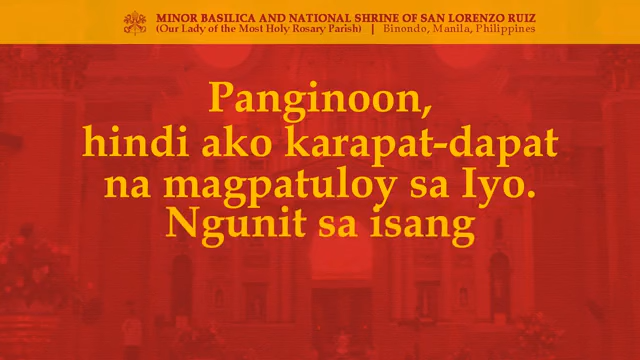 MINOR BASILICA AND NATIONAL SHRINE OF SAN LORENZO RUIZ
(Our Lady of the Most Holy Rosary Parish) | Binondo, Manila, Philippines
Panginoon,
hindi ako karapat-dapat
na magpatuloy sa Iyo.
Ngunit sa isang